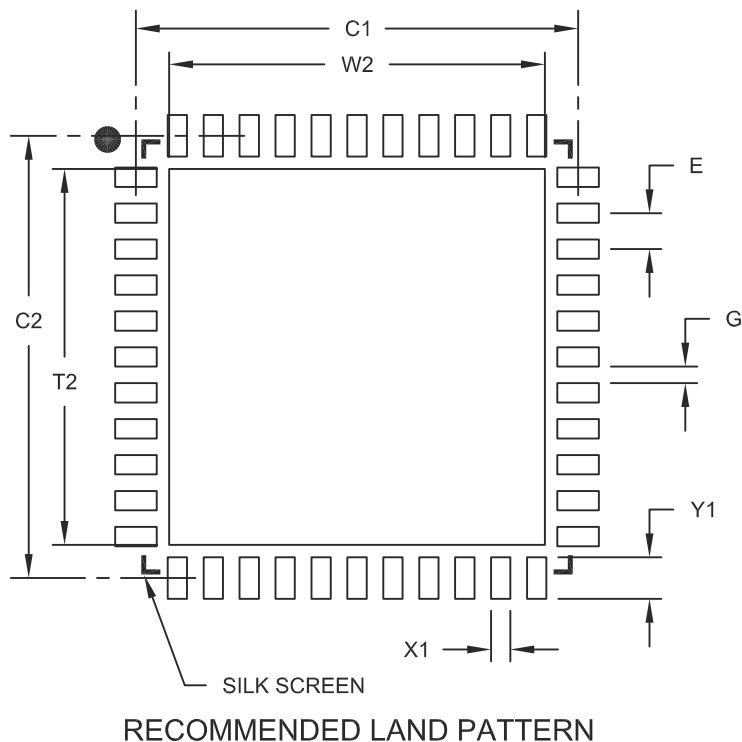 C1
W2
E
G
C2
T2
Y1
X1
SILK SCREEN
RECOMMENDED LAND PATTERN